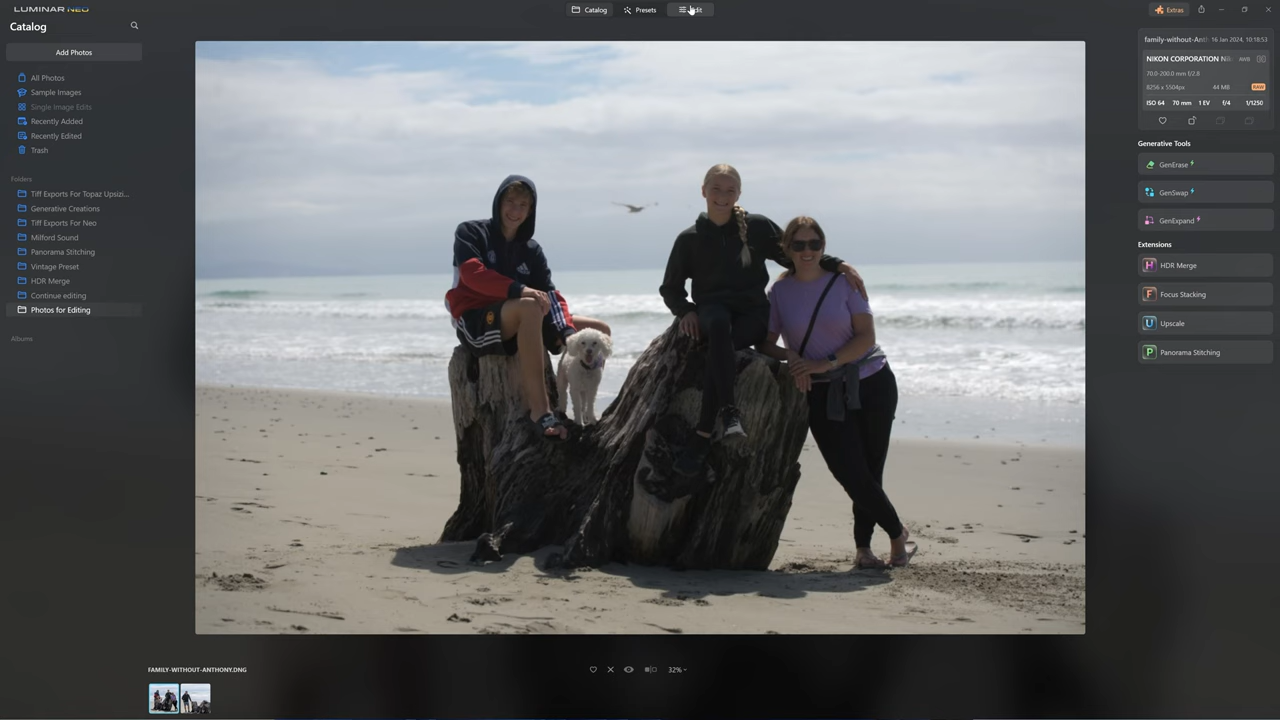 LUMINAR NEO
Catalog
Presets
Extras
Catalog
Add Photos
All Photos
Sample Images
Single Image Edits
Recently Added
Recently Edited
Trash
Folders
Tiff Exports For Topaz Upsizi...
Generative Creations
Tiff Exports For Neo
Milford Sound
Panorama Stitching
Vintage Preset
HDR Merge
Continue editing
Photos for Editing
Albums
family-without-Anth 16 Jan 2024, 10:18:53
NIKON CORPORATION AWB
70.0-200.0 mm f/2.8
8256 x 5504px 44 MB RAW
ISO 64 70 mm 1 EV f/4 1/1250
Generative Tools
GenErase
GenSwap
GenExpand
Extensions
H HDR Merge
F Focus Stacking
U Upscale
P Panorama Stitching
FAMILY-WITHOUT-ANTHONY.DNG
32%